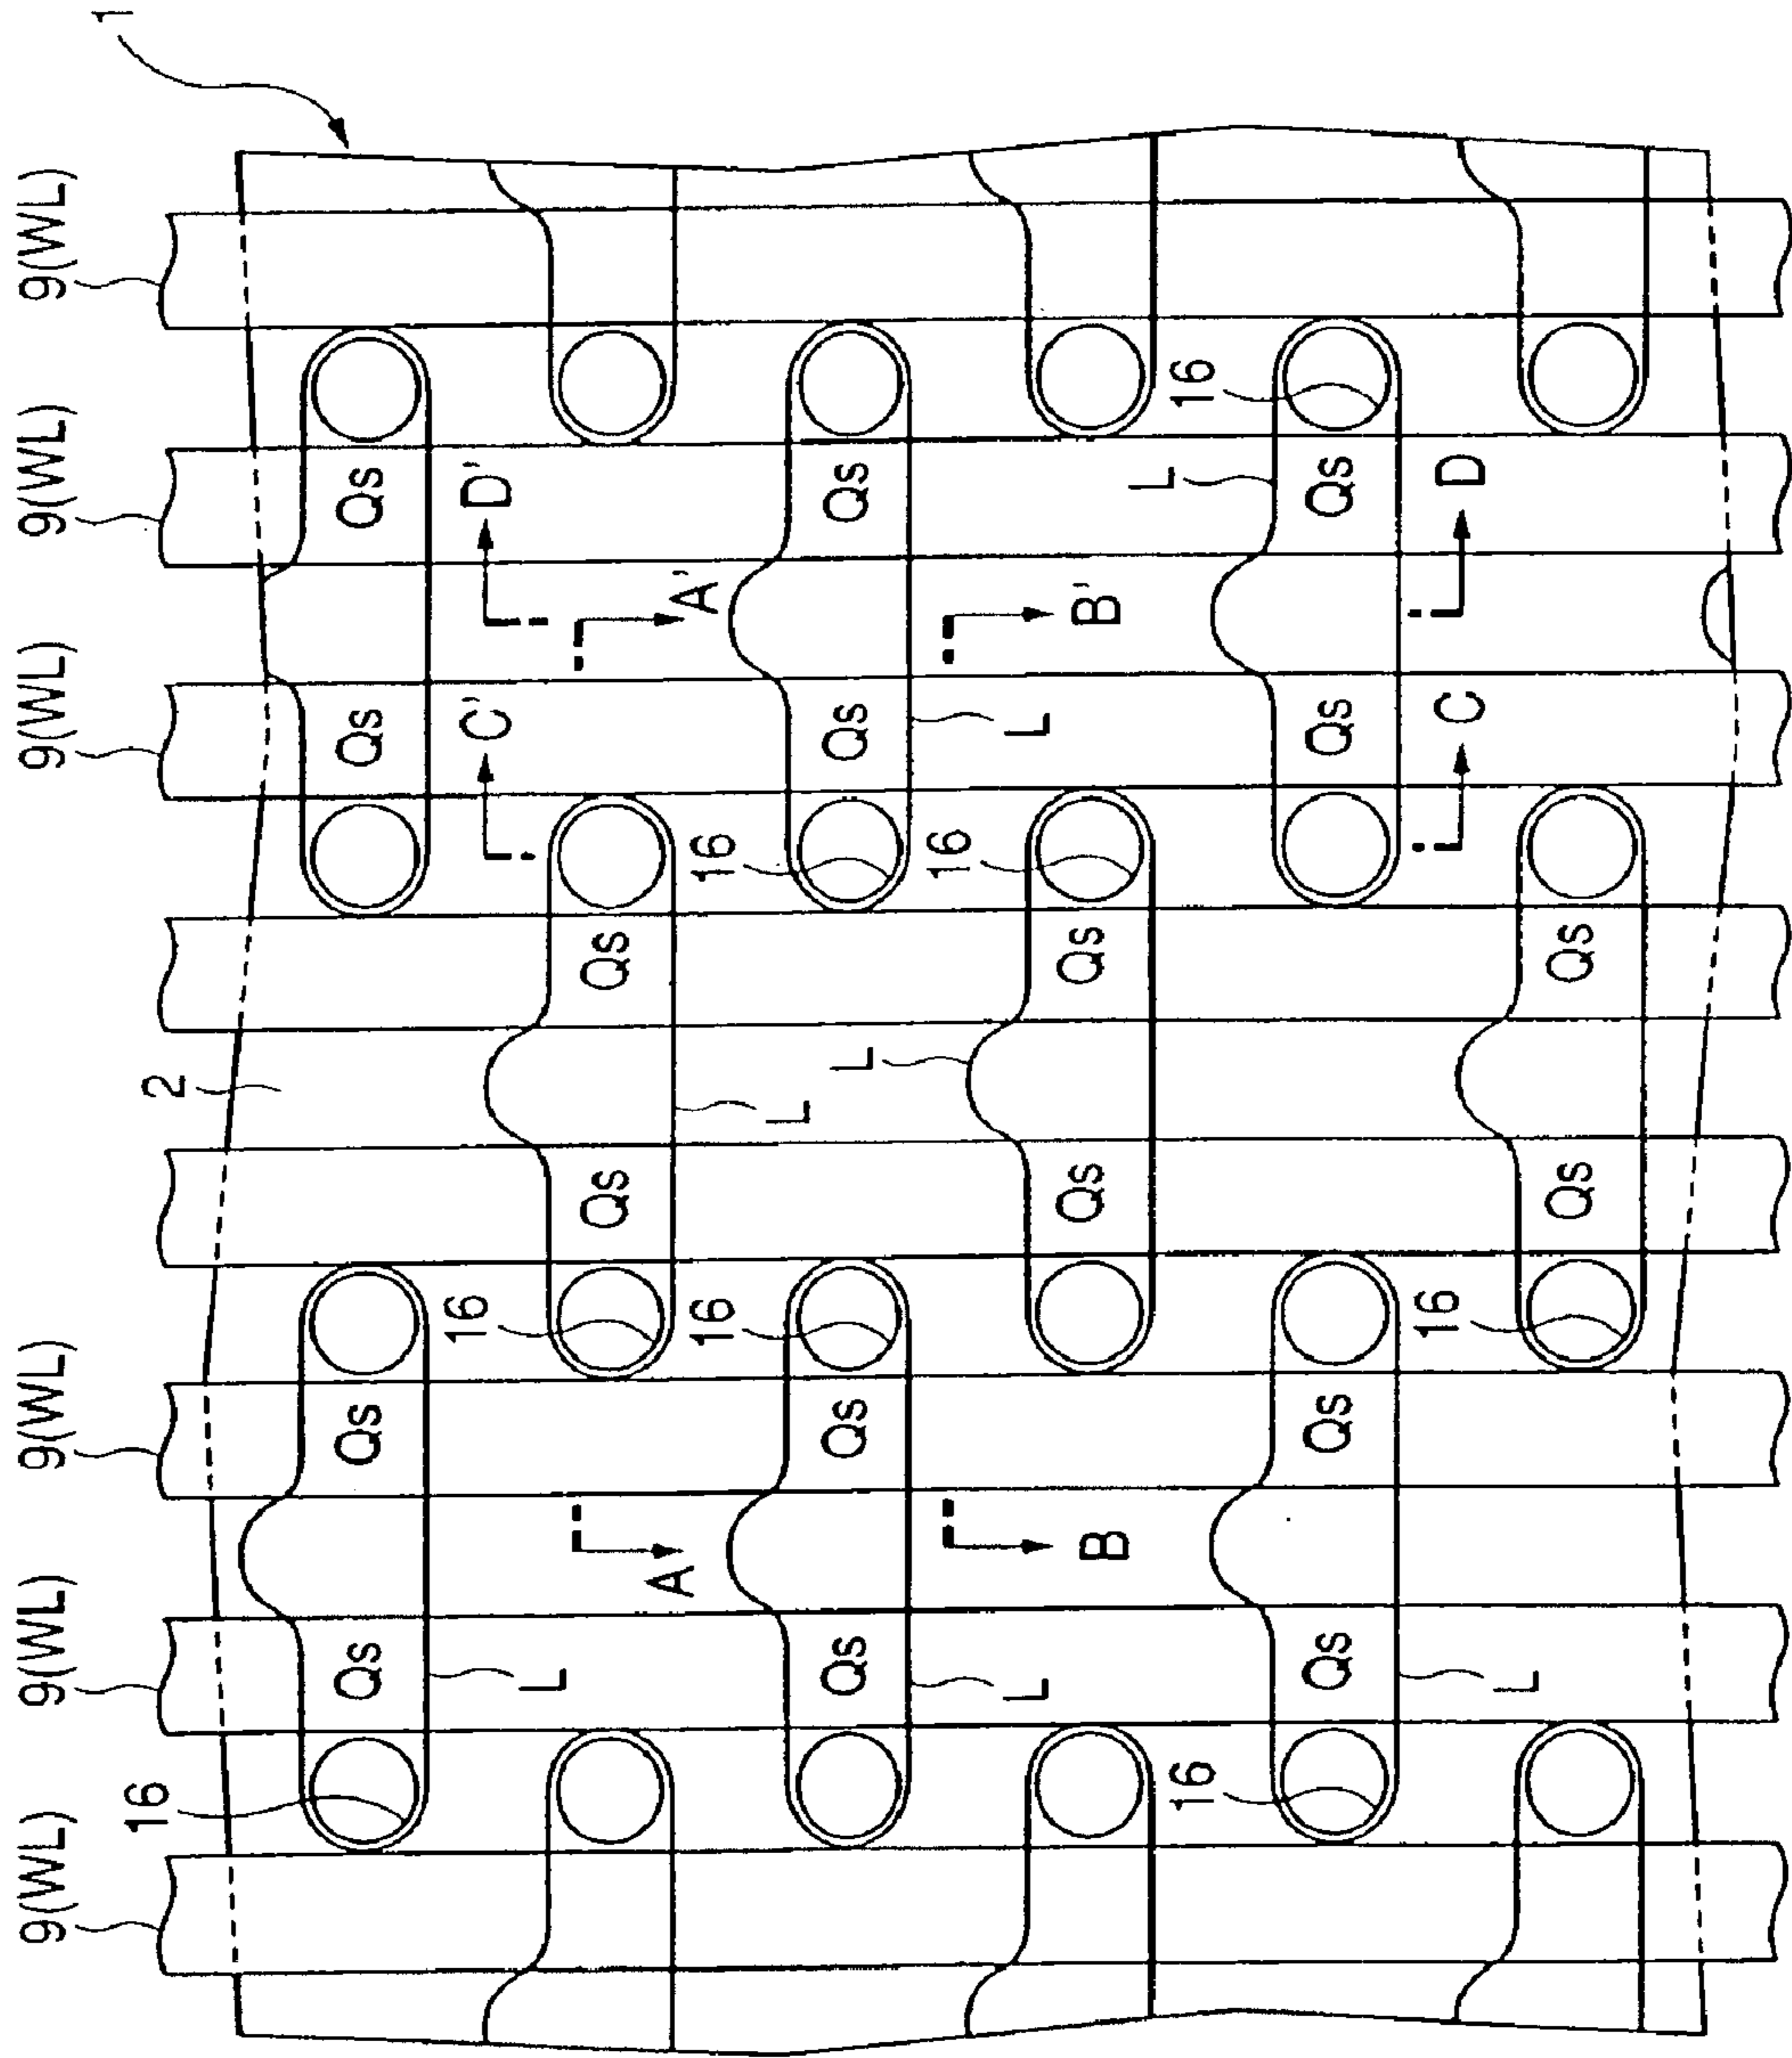 9(WL) 9(WL) 9(WL) 9(WL) 9(WL) 9(WL)
1
16 2
Qs Qs Qs Qs
16 C' D'
L
Qs Qs
A A'
16 16
L
Qs Qs Qs Qs
L
16
L L
Qs Qs
B B'
L
16 16
Qs Qs Qs Qs
16 C D
L
Qs Qs